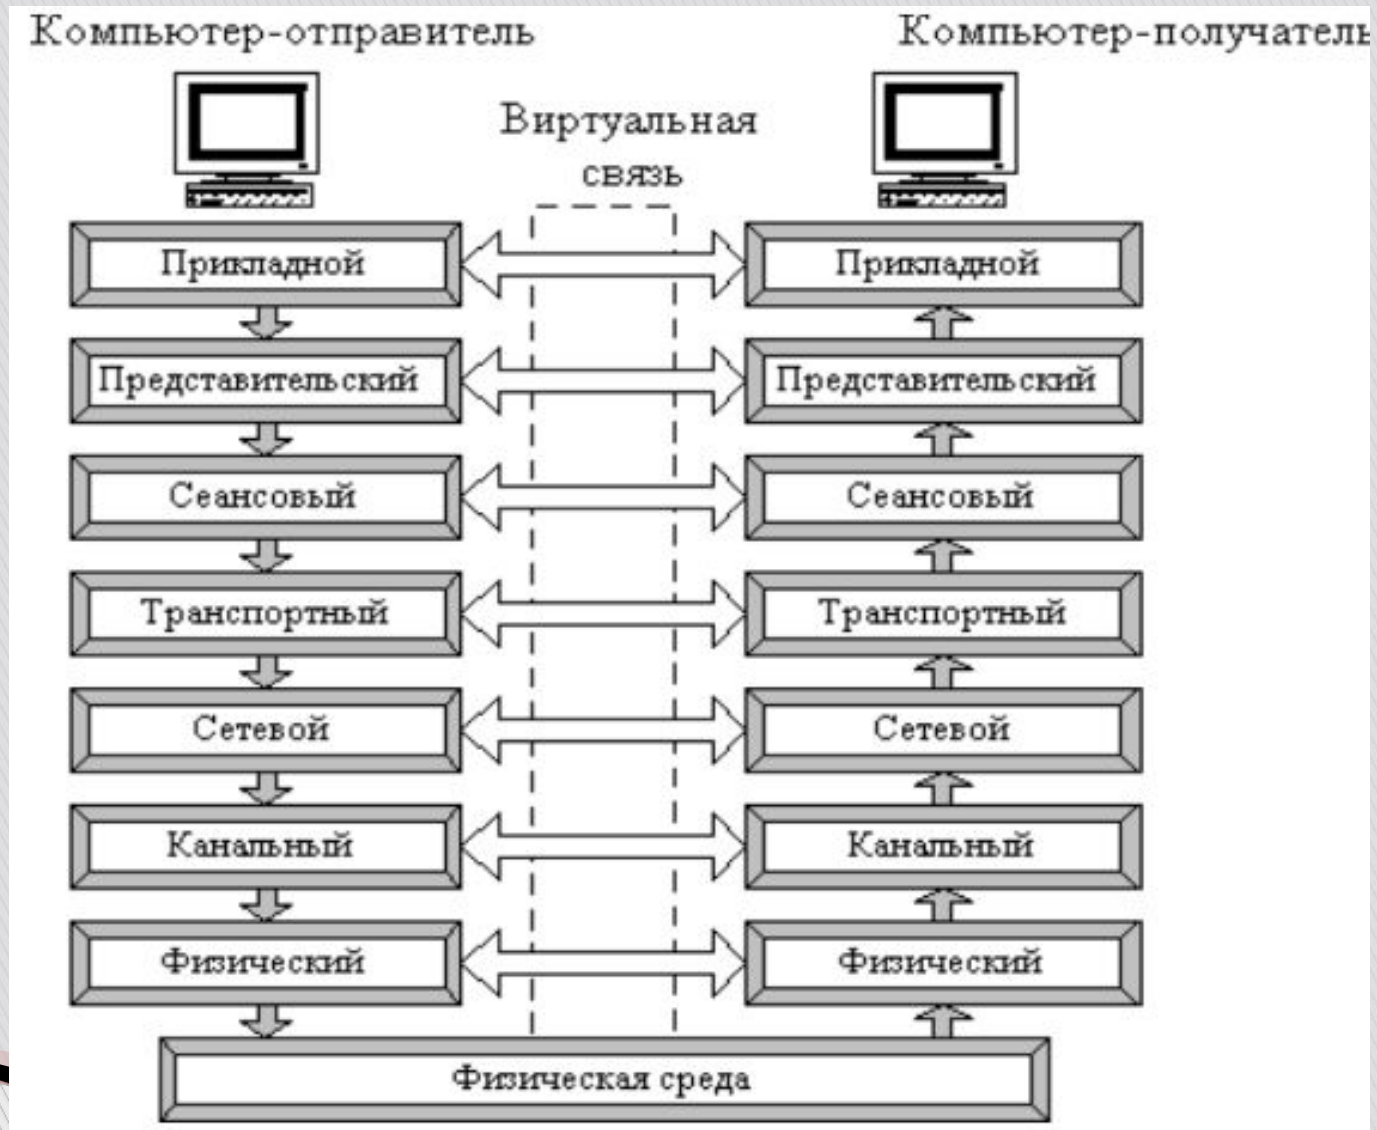 Компьютер-отправитель
Компьютер-получатель
Виртуальная
связь
Прикладной
Прикладной
Представительский
Представительский
Сеансовый
Сеансовый
Транспортный
Транспортный
Сетевой
Сетевой
Канальный
Канальный
Физический
Физический
Физическая среда